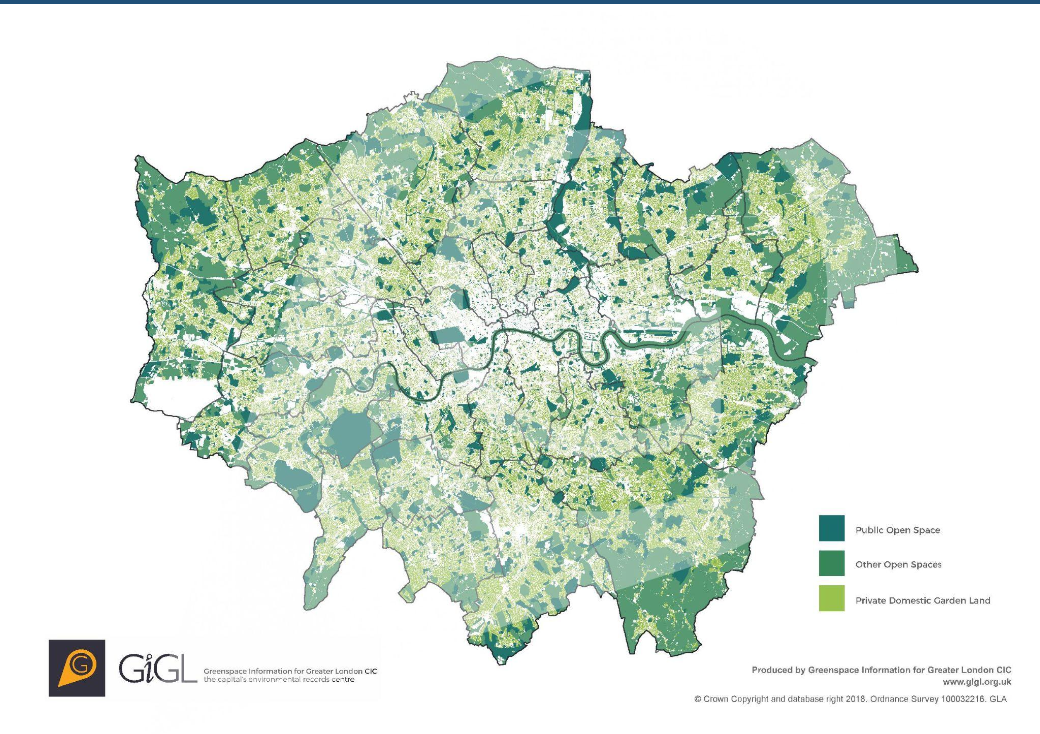 Public Open Space
Other Open Spaces
Private Domestic Garden Land
G
GiGL
Greenspace Information for Greater London CIC
the capital's environmental records centre
Produced by Greenspace Information for Greater London CIC
www.gigl.org.uk
© Crown Copyright and database right 2018. Ordnance Survey 100032216. GLA